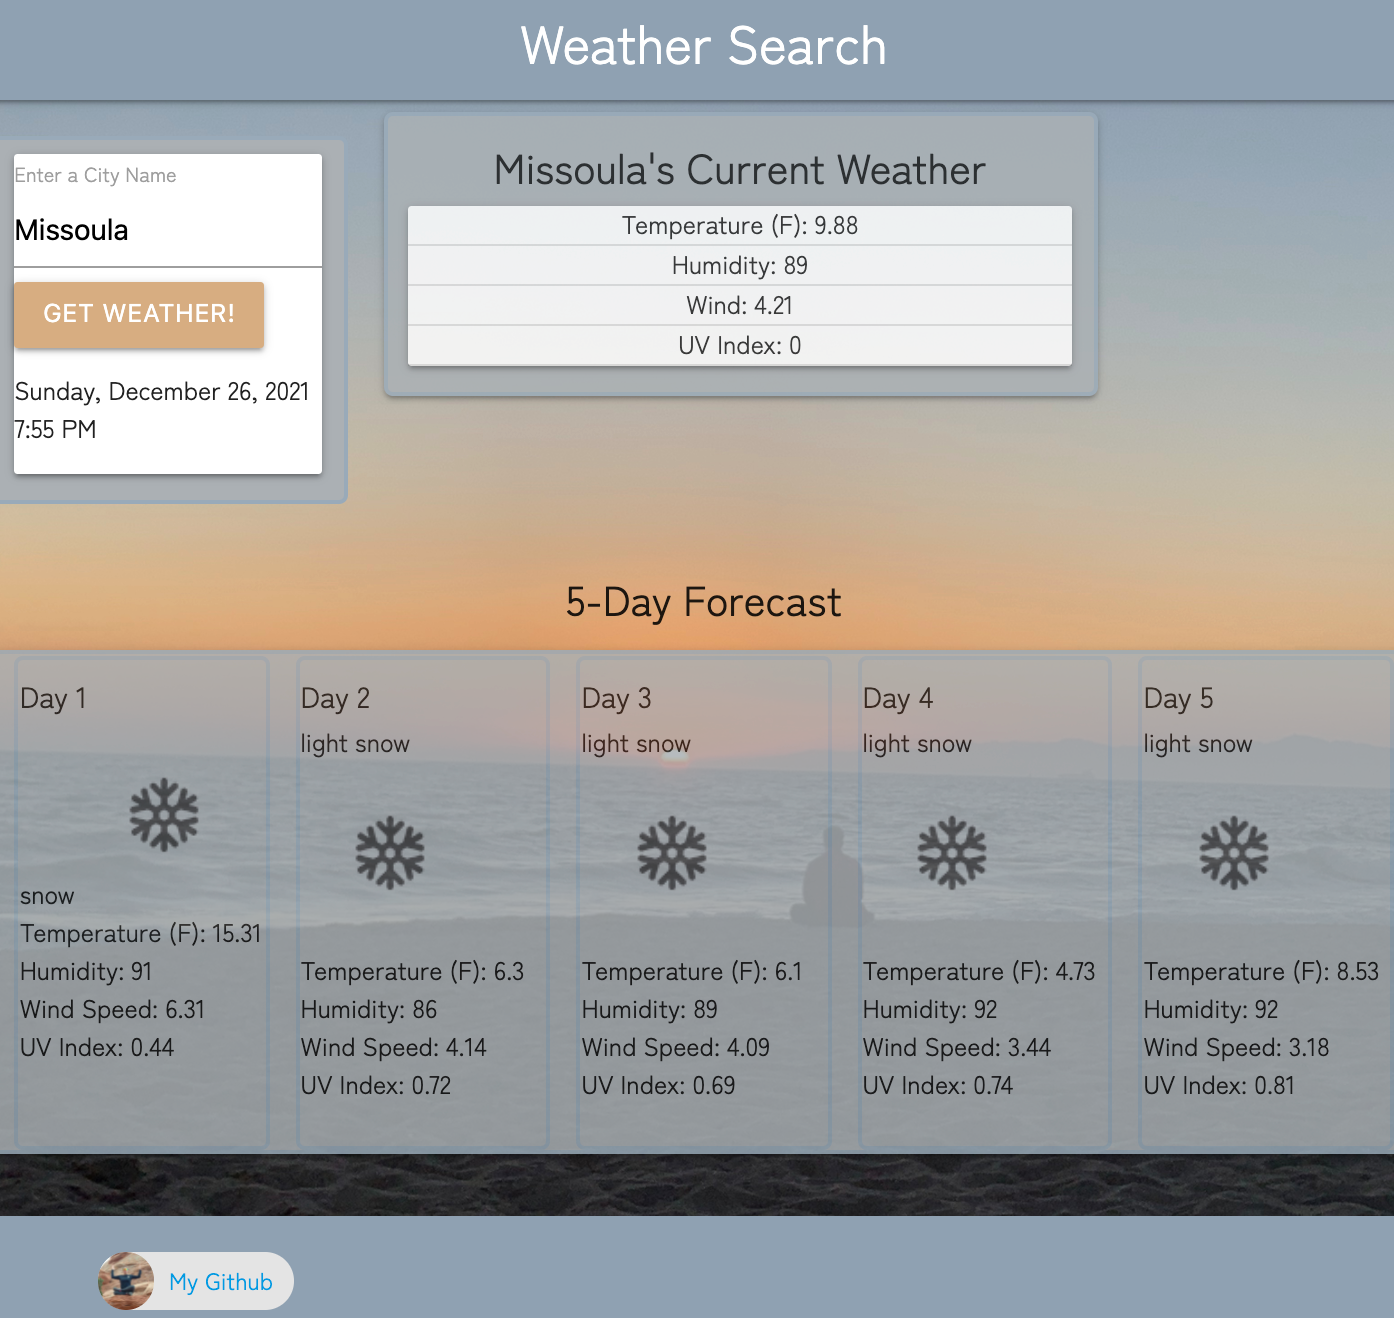 Weather Search
Enter a City Name
Missoula
GET WEATHER!
Sunday, December 26, 2021
7:55 PM
Missoula's Current Weather
Temperature (F): 9.88
Humidity: 89
Wind: 4.21
UV Index: 0
5-Day Forecast
Day 1
snow
Temperature (F): 15.31
Humidity: 91
Wind Speed: 6.31
UV Index: 0.44
Day 2
light snow
Temperature (F): 6.3
Humidity: 86
Wind Speed: 4.14
UV Index: 0.72
Day 3
light snow
Temperature (F): 6.1
Humidity: 89
Wind Speed: 4.09
UV Index: 0.69
Day 4
light snow
Temperature (F): 4.73
Humidity: 92
Wind Speed: 3.44
UV Index: 0.74
Day 5
light snow
Temperature (F): 8.53
Humidity: 92
Wind Speed: 3.18
UV Index: 0.81
My Github